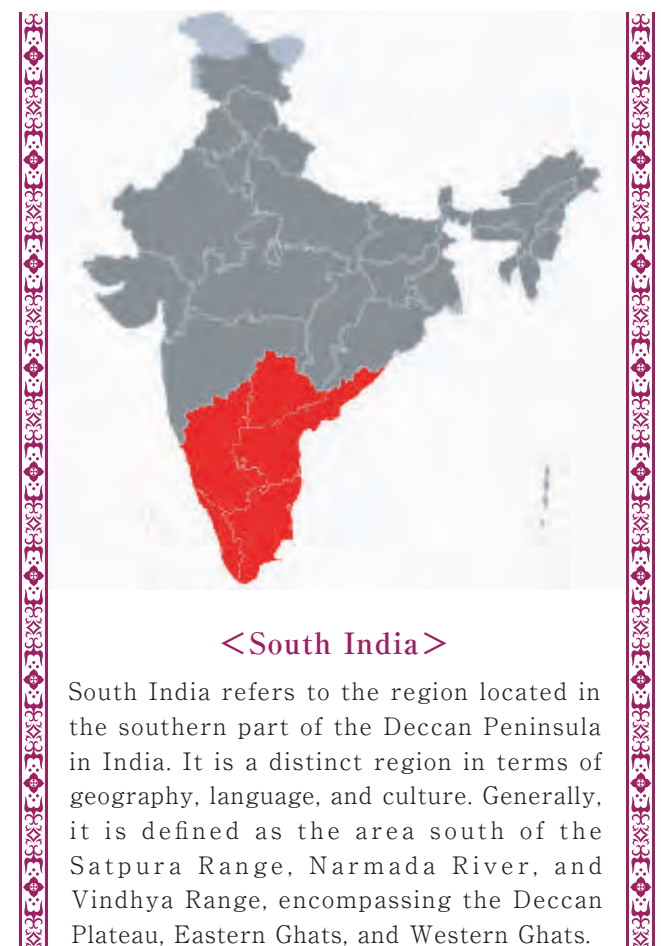 ＜South India＞
South India refers to the region located in
the southern part of the Deccan Peninsula
in India. It is a distinct region in terms of
geography, language, and culture. Generally,
it is defined as the area south of the
Satpura Range, Narmada River, and
Vindhya Range, encompassing the Deccan
Plateau, Eastern Ghats, and Western Ghats.